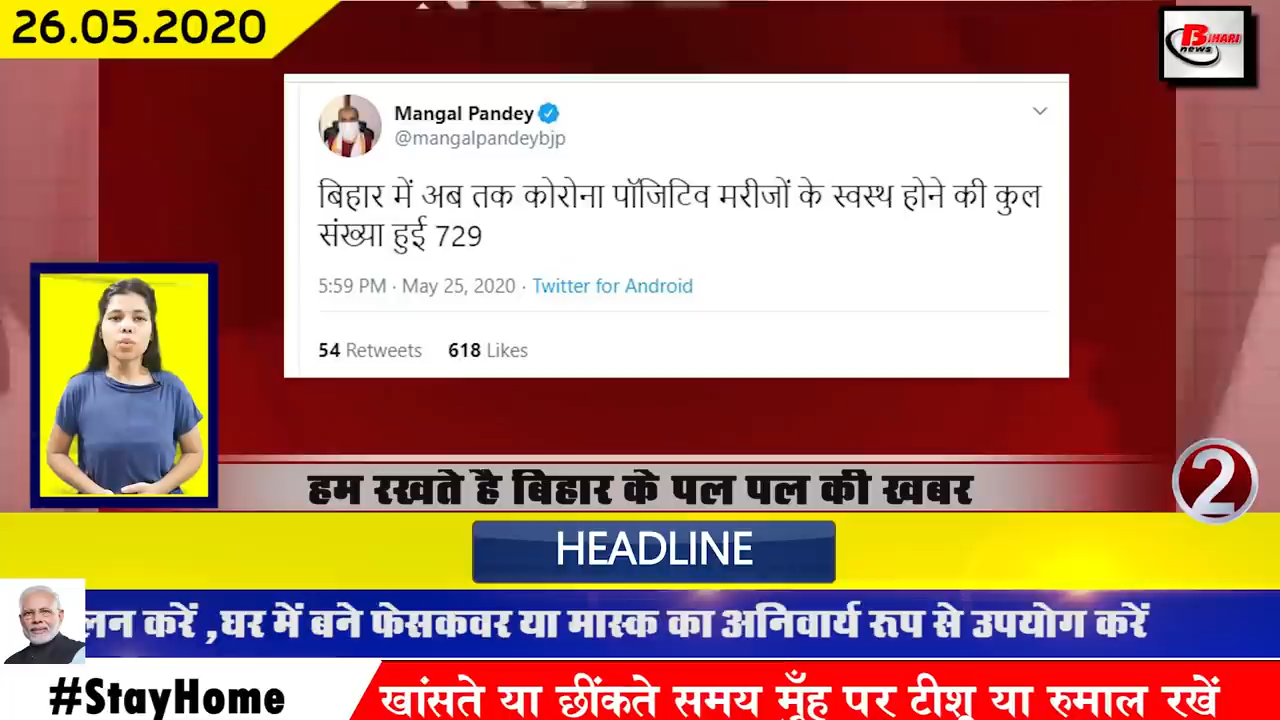 26.05.2020
BIHARI
news
Mangal Pandey
@mangalpandeybjp
बिहार में अब तक कोरोना पॉजिटिव मरीजों के स्वस्थ होने की कुल
संख्या हुई 729
5:59 PM · May 25, 2020 · Twitter for Android
54 Retweets 618 Likes
हम रखते है बिहार के पल पल की खबर
2
HEADLINE
लन करें ,घर में बने फेसकवर या मास्क का अनिवार्य रूप से उपयोग करें
#StayHome
खांसते या छींकते समय मूँह पर टीशू या रुमाल रखें